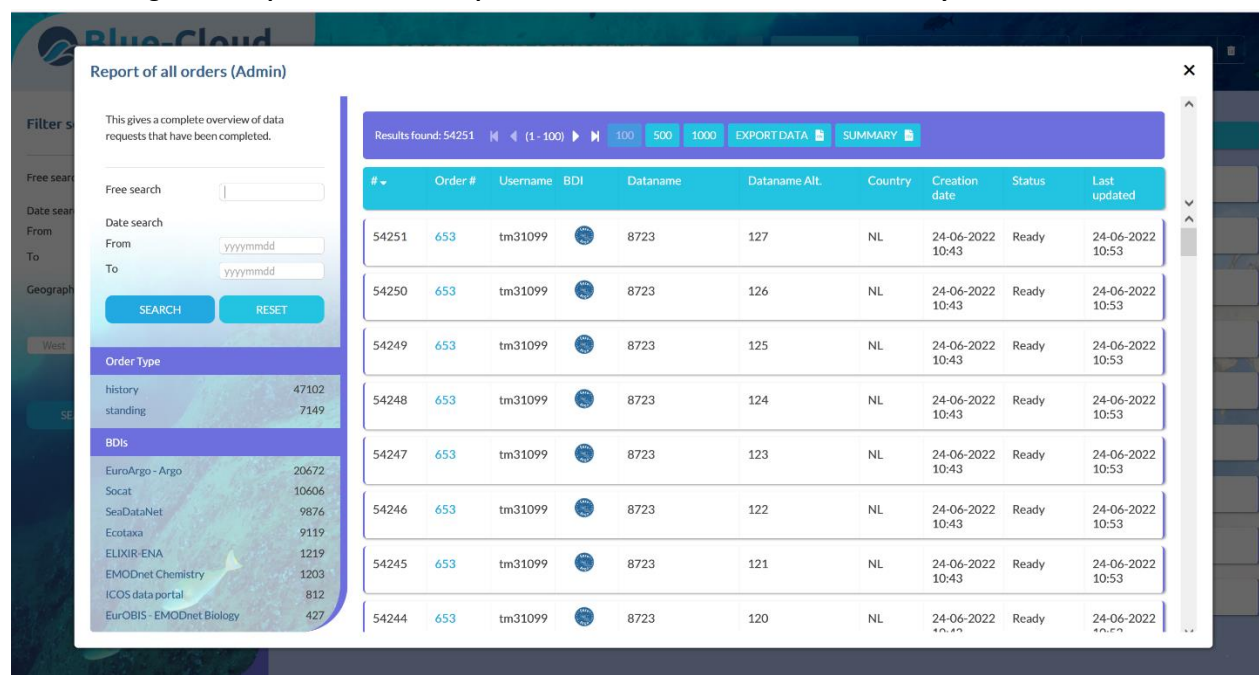 Blue-Cloud
Report of all orders (Admin)
This gives a complete overview of data
requests that have been completed.
Free search
Date search
From
yyyymmdd
To
yyyymmdd
SEARCH RESET
Order Type
history 47102
standing 7149
BDIs
EuroArgo - Argo 20672
Socat 10606
SeaDataNet 9876
Ecotaxa 9119
ELIXIR-ENA 1219
EMODnet Chemistry 1203
ICOS data portal 812
EurOBIS - EMODnet Biology 427
Results found: 54251 (1 - 100) 100 500 1000 EXPORT DATA SUMMARY
# Order # Username BDI Dataname Dataname Alt. Country Creation date Status Last updated
54251 653 tm31099 8723 127 NL 24-06-2022 10:43 Ready 24-06-2022 10:53
54250 653 tm31099 8723 126 NL 24-06-2022 10:43 Ready 24-06-2022 10:53
54249 653 tm31099 8723 125 NL 24-06-2022 10:43 Ready 24-06-2022 10:53
54248 653 tm31099 8723 124 NL 24-06-2022 10:43 Ready 24-06-2022 10:53
54247 653 tm31099 8723 123 NL 24-06-2022 10:43 Ready 24-06-2022 10:53
54246 653 tm31099 8723 122 NL 24-06-2022 10:43 Ready 24-06-2022 10:53
54245 653 tm31099 8723 121 NL 24-06-2022 10:43 Ready 24-06-2022 10:53
54244 653 tm31099 8723 120 NL 24-06-2022 Ready 24-06-2022
Filter
Free
Date
From
To
West